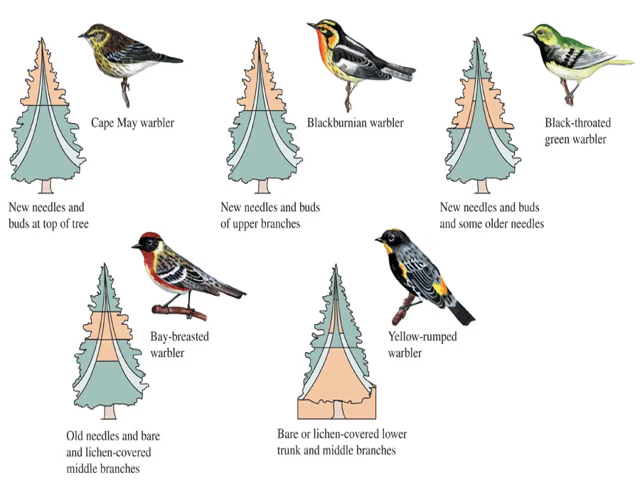 Cape May warbler
New needles and
buds at top of tree
Blackburnian warbler
New needles and buds
of upper branches
Black-throated
green warbler
New needles and buds
and some older needles
Bay-breasted
warbler
Old needles and bare
and lichen-covered
middle branches
Yellow-rumped
warbler
Bare or lichen-covered lower
trunk and middle branches